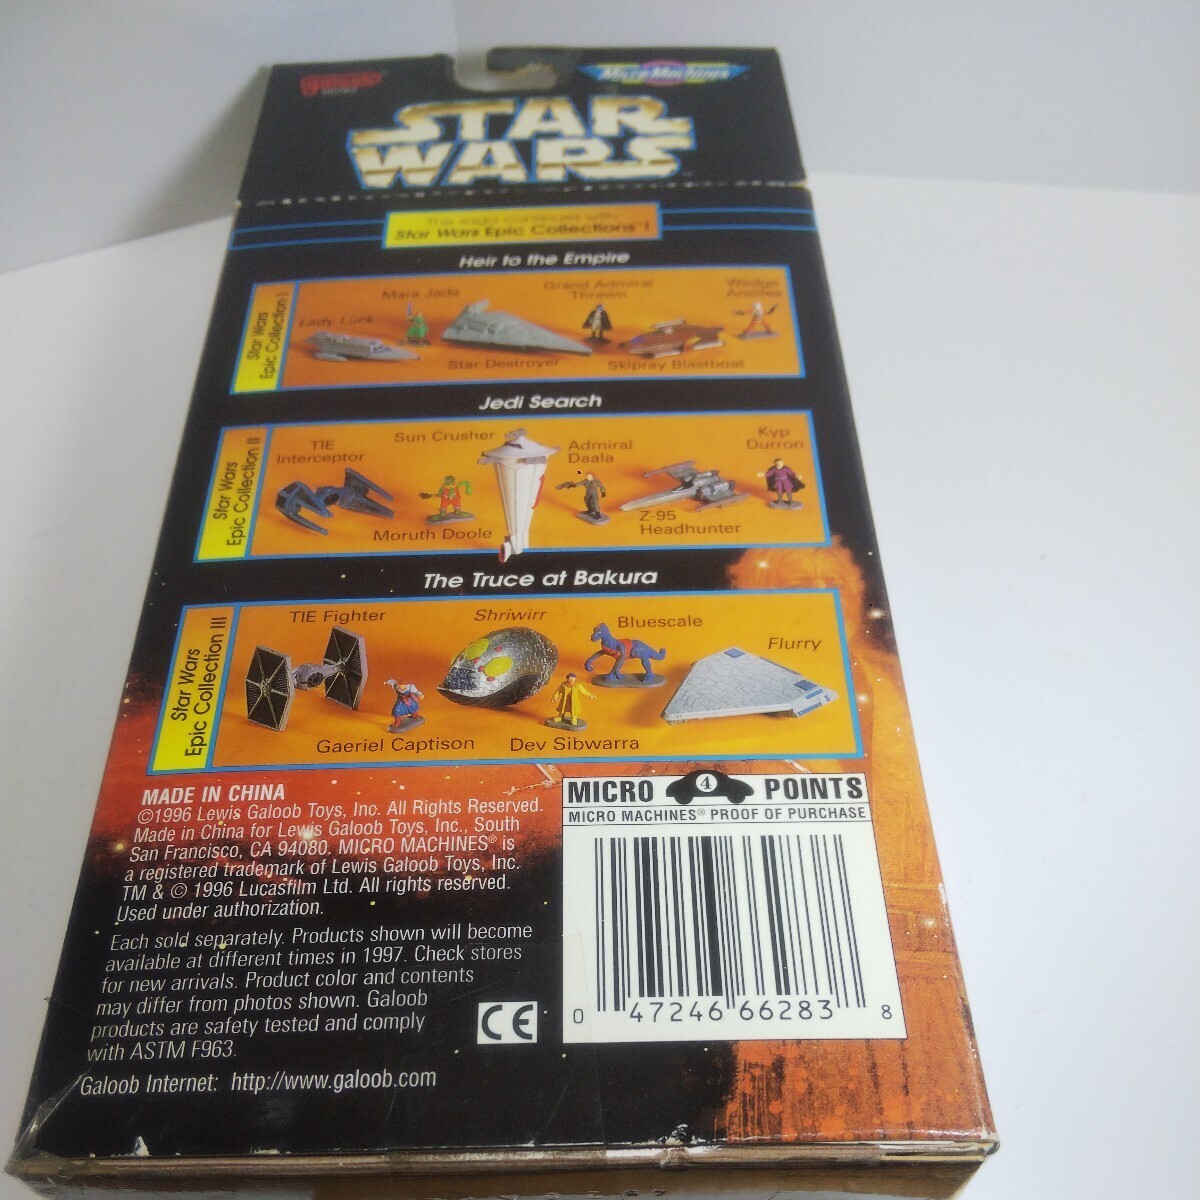 Galoob
Micro Machines
STAR
WARS
The saga continues with
Star Wars Epic Collections!
Heir to the Empire
Star Wars
Epic Collection I
Lady Luck
Mara Jade
Star Destroyer
Grand Admiral
Thrawn
Skipray Blastboat
Wedge
Antilles
Jedi Search
Star Wars
Epic Collection II
TIE
Interceptor
Sun Crusher
Moruth Doole
Admiral
Daala
Z-95
Headhunter
Kyp
Durron
The Truce at Bakura
Star Wars
Epic Collection III
TIE Fighter
Gaeriel Captison
Shriwirr
Dev Sibwarra
Bluescale
Flurry
MADE IN CHINA
©1996 Lewis Galoob Toys, Inc. All Rights Reserved.
Made in China for Lewis Galoob Toys, Inc., South
San Francisco, CA 94080. MICRO MACHINES® is
a registered trademark of Lewis Galoob Toys, Inc.
TM & © 1996 Lucasfilm Ltd. All rights reserved.
Used under authorization.
Each sold separately. Products shown will become
available at different times in 1997. Check stores
for new arrivals. Product color and contents
may differ from photos shown. Galoob
products are safety tested and comply
with ASTM F963.
Galoob Internet: http://www.galoob.com
CE
MICRO 4 POINTS
MICRO MACHINES® PROOF OF PURCHASE
0 47246 66283 8